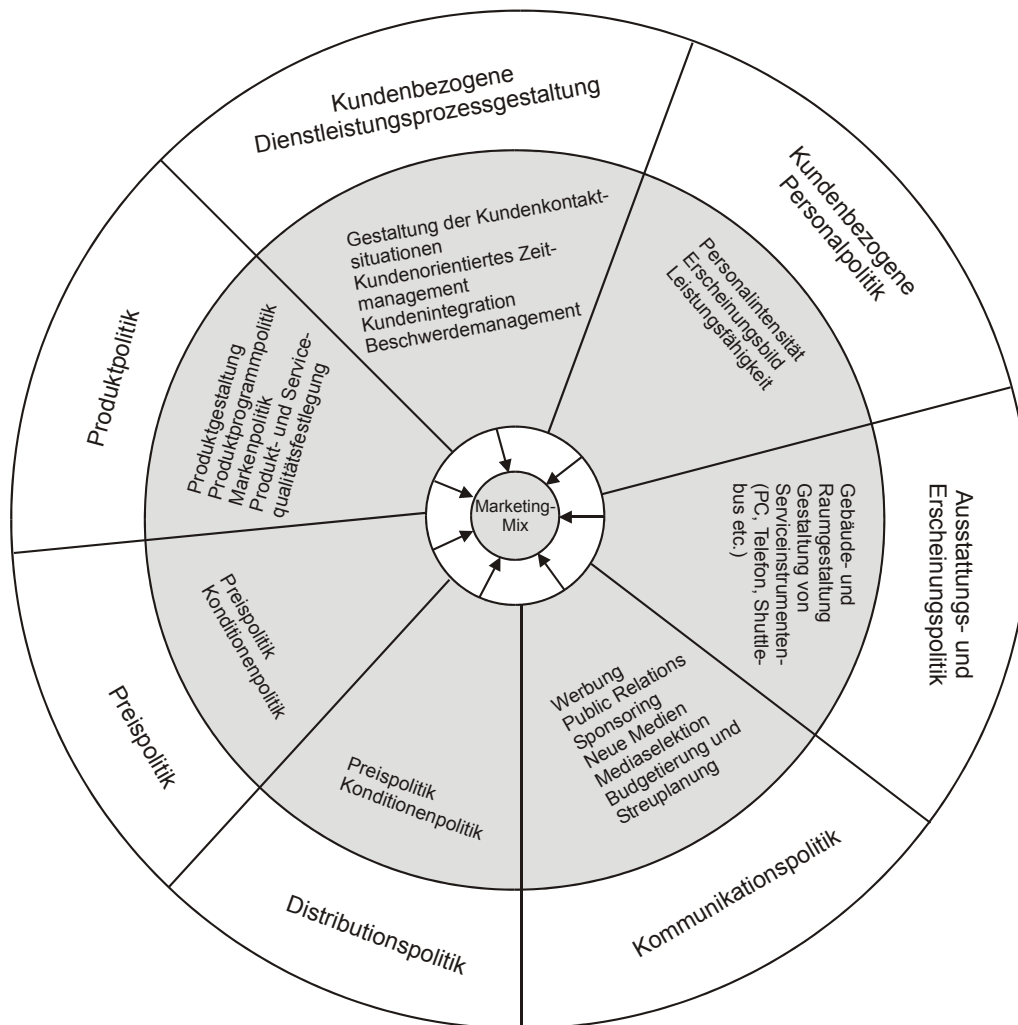 Kundenbezogene
Dienstleistungsprozessgestaltung
Gestaltung der Kundenkontakt-
situationen
Kundenorientiertes Zeit-
management
Kundenintegration
Beschwerdemanagement
Kundenbezogene
Personalpolitik
Personalintensität
Erscheinungsbild
Leistungsfähigkeit
Ausstattungs- und
Erscheinungspolitik
Gebäude- und
Raumgestaltung
Gestaltung von
Serviceinstrumenten-
(PC, Telefon, Shuttle-
bus etc.)
Kommunikationspolitik
Werbung
Public Relations
Sponsoring
Neue Medien
Mediaselektion
Budgetierung und
Streuplanung
Distributionspolitik
Preispolitik
Konditionenpolitik
Preispolitik
Preispolitik
Konditionenpolitik
Produktpolitik
Produktgestaltung
Produktprogrammpolitik
Markenpolitik
Produkt- und Service-
qualitätsfestlegung
Marketing-
Mix